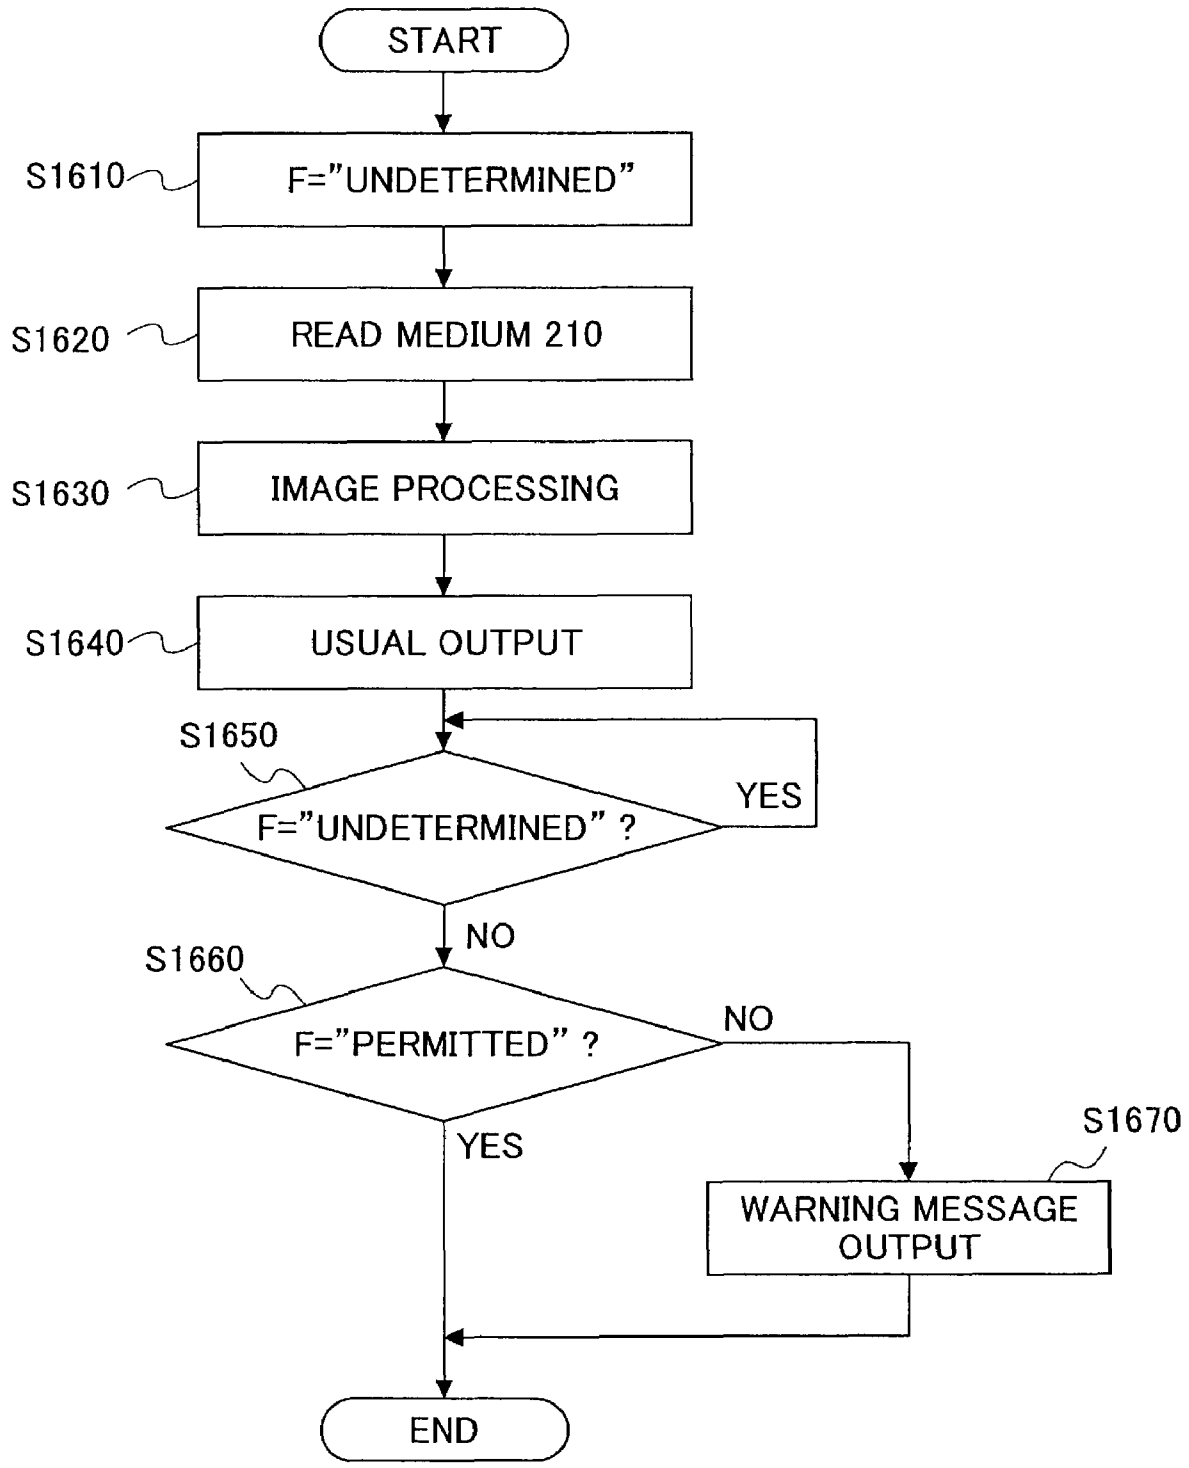 START
S1610
F="UNDETERMINED"
S1620
READ MEDIUM 210
S1630
IMAGE PROCESSING
S1640
USUAL OUTPUT
S1650
YES
F="UNDETERMINED" ?
NO
S1660
NO
F="PERMITTED" ?
YES
S1670
WARNING MESSAGE
OUTPUT
END